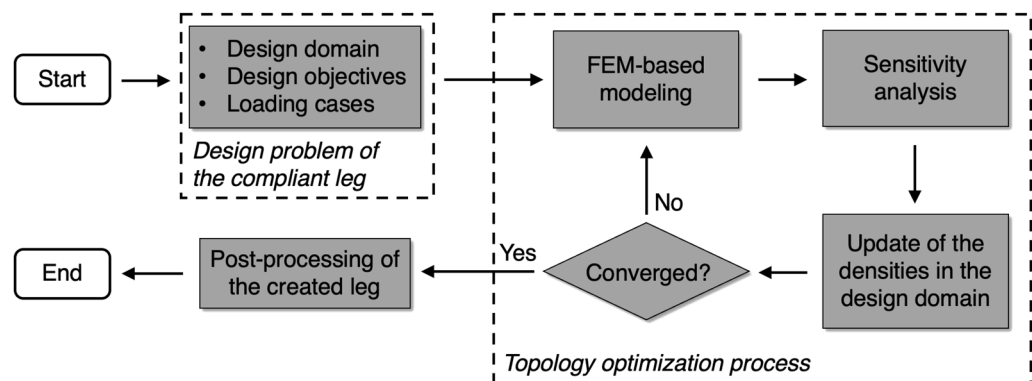 Start
• Design domain
• Design objectives
• Loading cases
Design problem of
the compliant leg
FEM-based
modeling
Sensitivity
analysis
Update of the
densities in the
design domain
Converged?
No
Yes
Post-processing of
the created leg
End
Topology optimization process